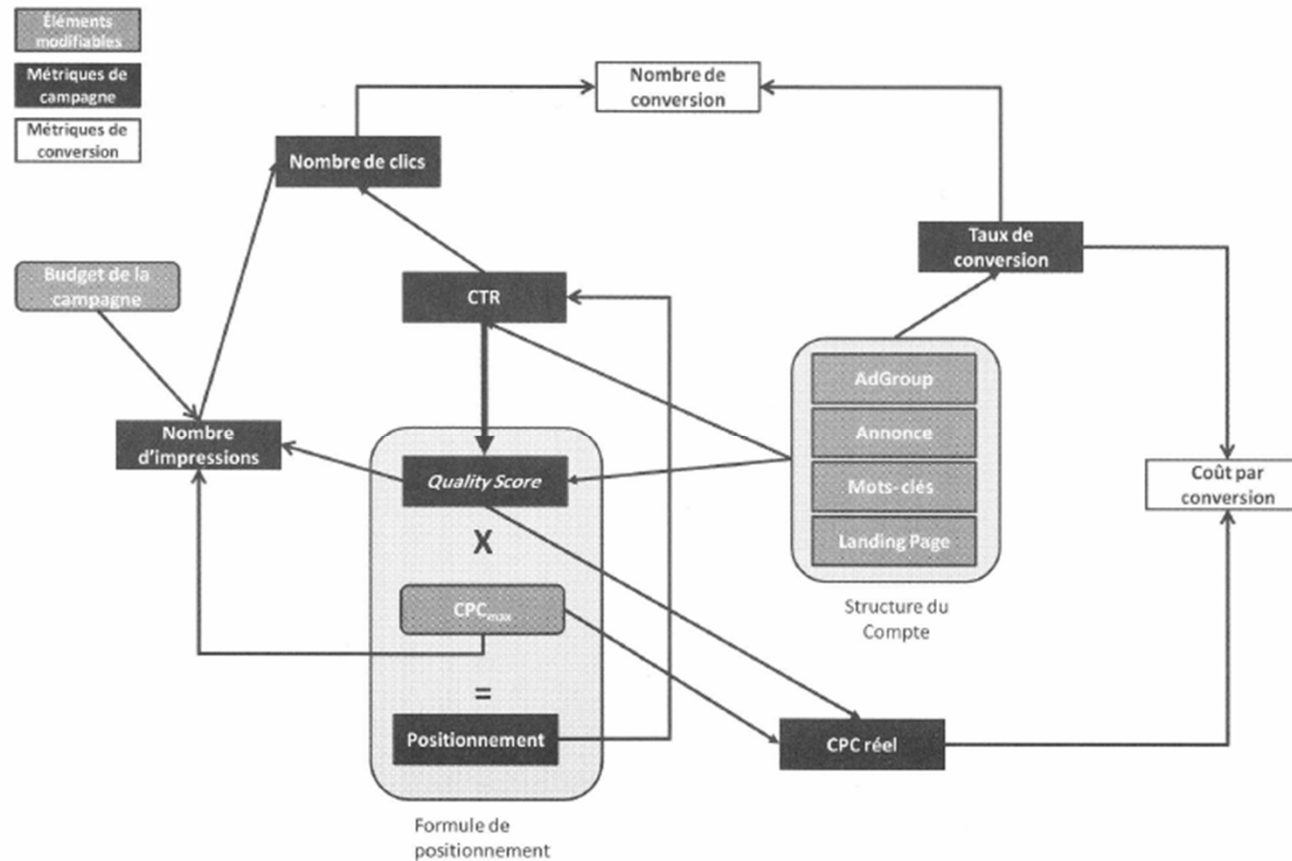 Éléments
modifiables
Métriques de
campagne
Métriques de
conversion
Nombre de
conversion
Nombre de clics
Taux de
conversion
Budget de la
campagne
CTR
AdGroup
Annonce
Mots-clés
Landing Page
Nombre
d'impressions
Quality Score
X
Coût par
conversion
CPCmax
Structure du
Compte
=
Positionnement
CPC réel
Formule de
positionnement